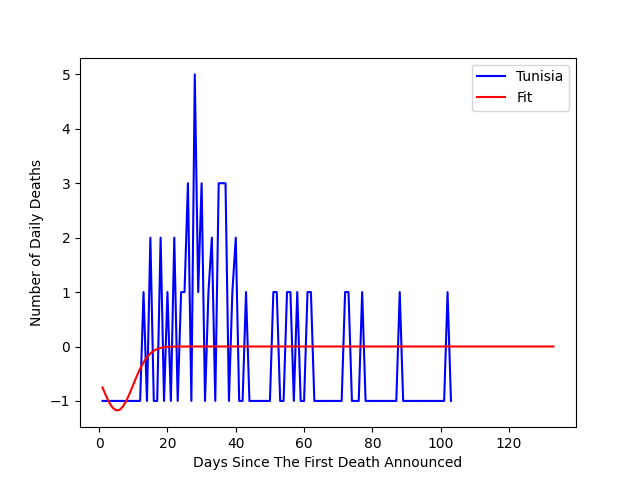 Tunisia
Fit
5
4
3
2
1
0
−1
Number of Daily Deaths
0 20 40 60 80 100 120
Days Since The First Death Announced